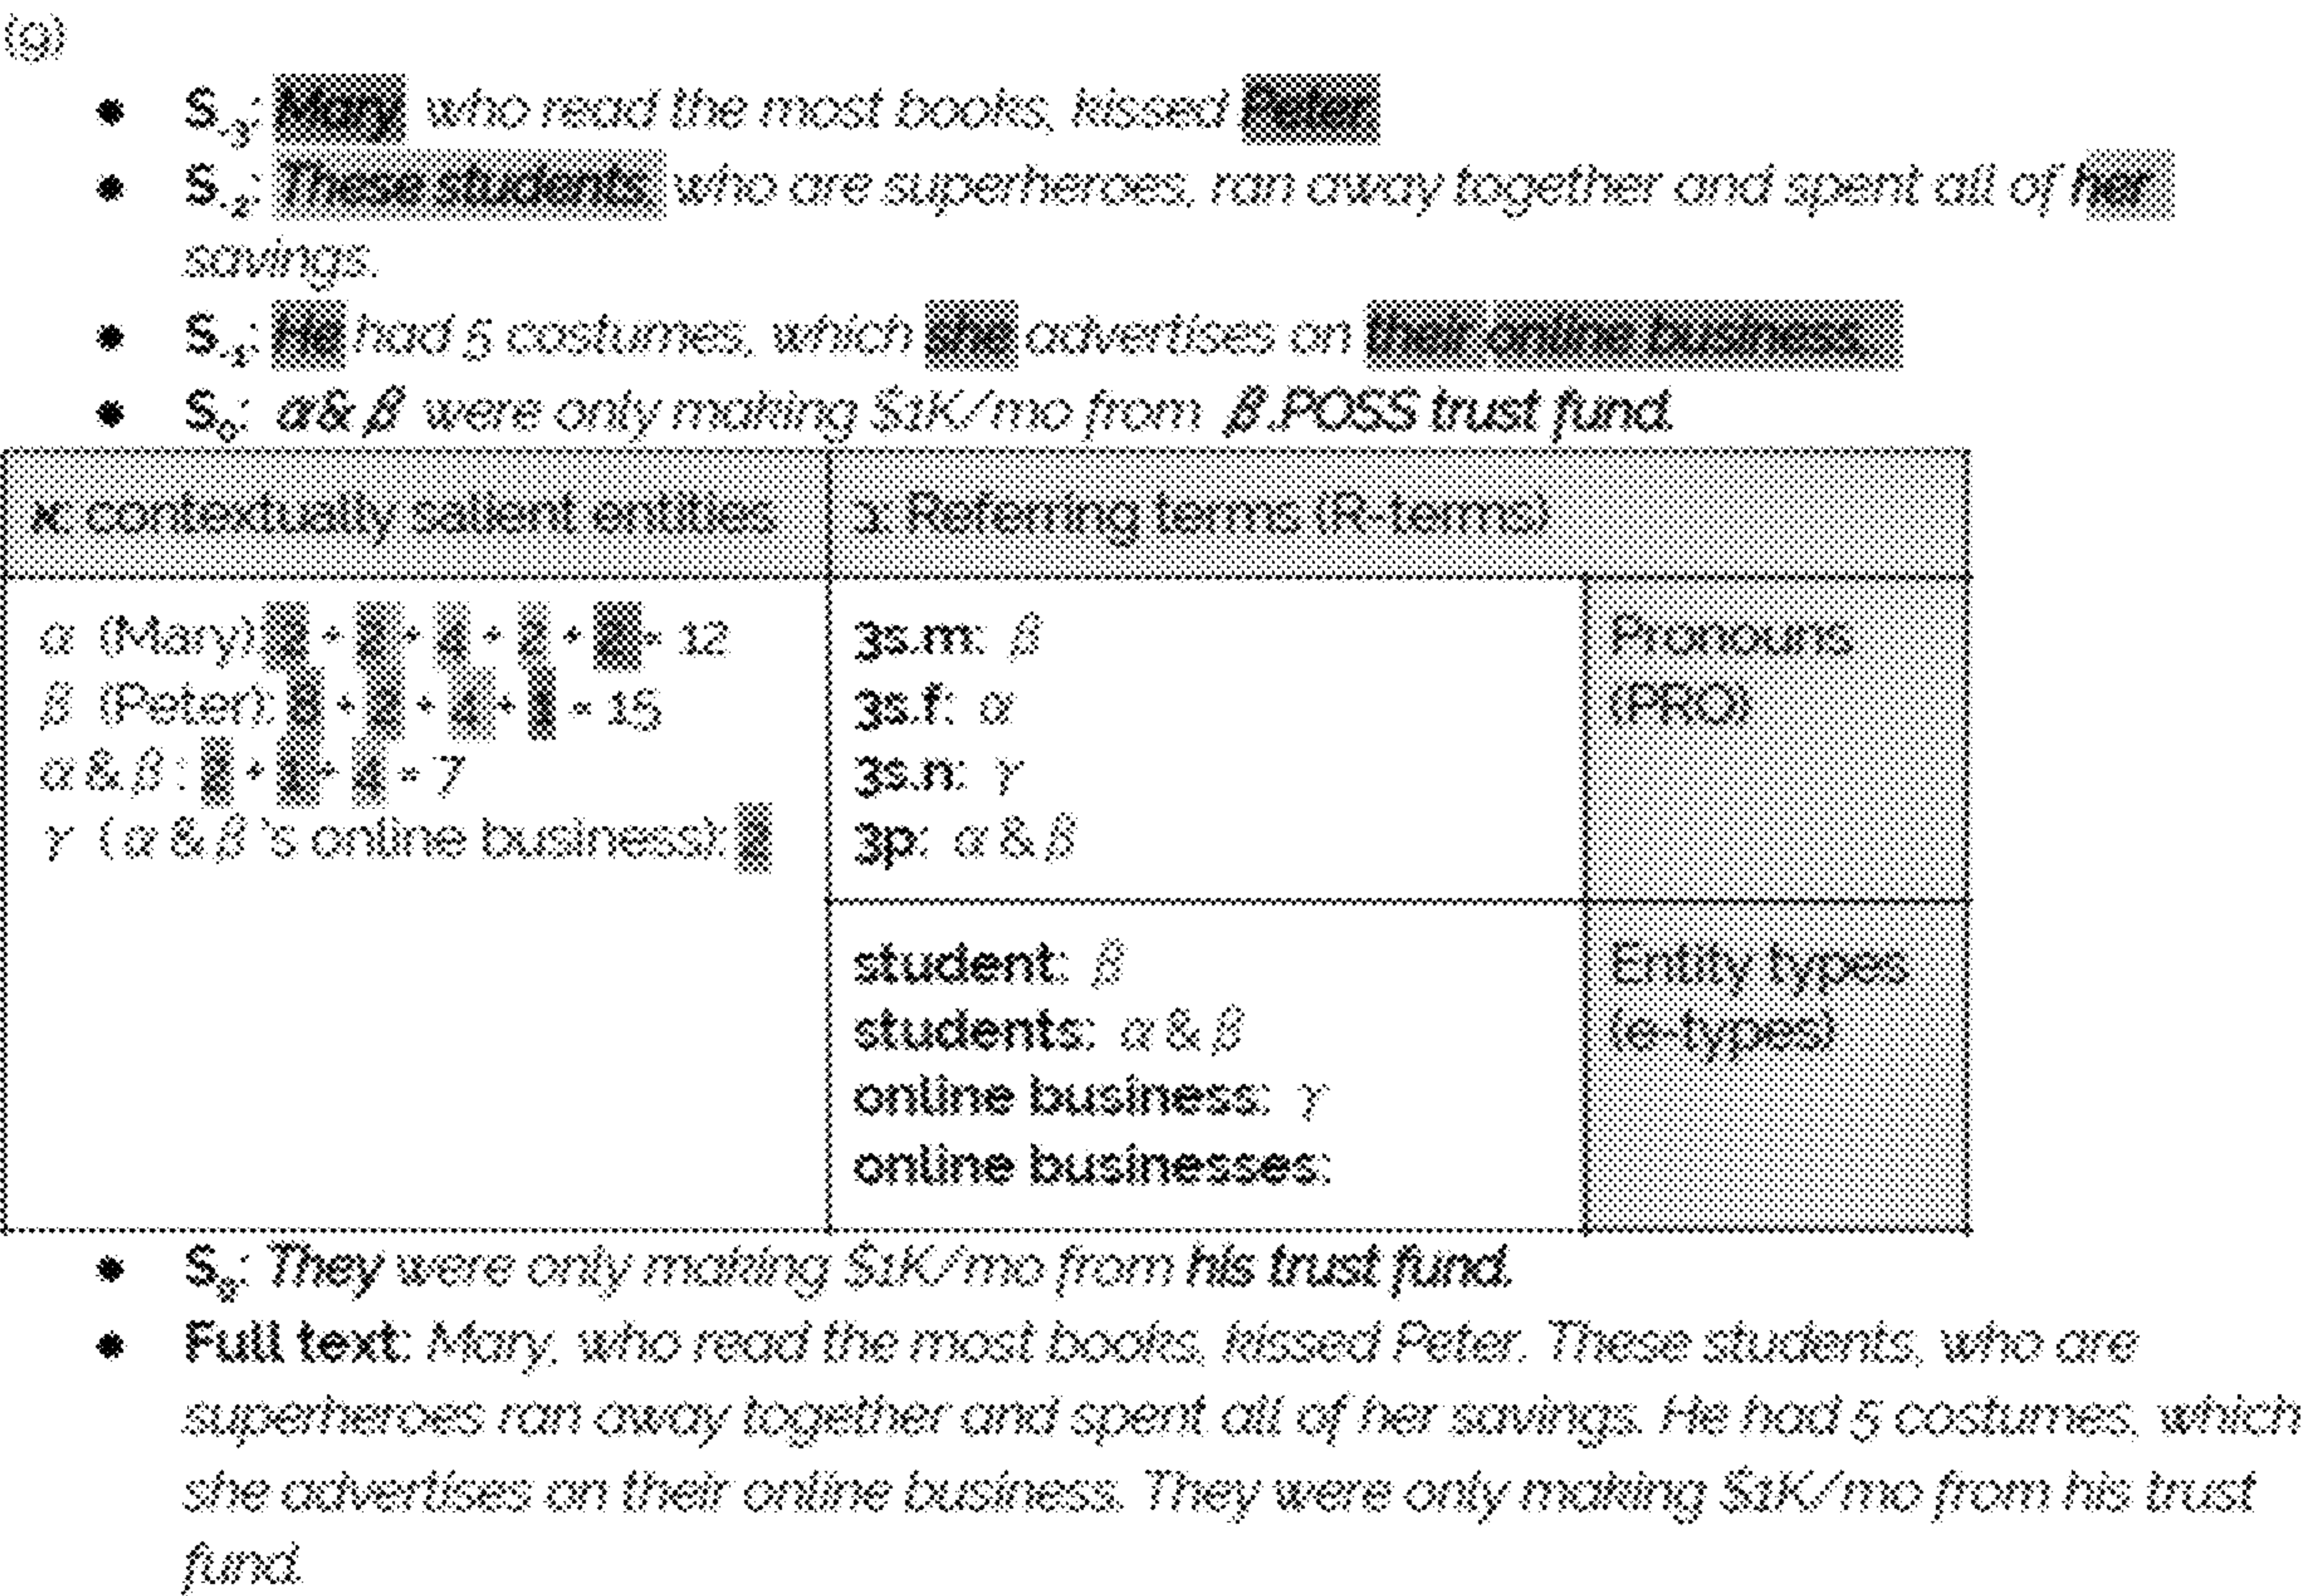 (9)
• S₋₃: Mary, who read the most books, kissed Peter.
• S₋₂: These students, who are superheroes, ran away together and spent all of her
savings.
• S₋₁: He had 5 costumes, which she advertises on their online business.
• S₀: α & β were only making $1K/mo from β.POSS trust fund.
κ: contextually salient entities
α (Mary): + + + + = 12
β (Peter): + + + = 15
α & β : + + = 7
γ ( α & β 's online business):
Referring terms (R-terms)
3s.m: β
3s.f: α
3s.n: γ
3p: α & β
Pronouns
(PRO)
student: β
students: α & β
online business: γ
online businesses:
Entity types
(e-types)
• S₀: They were only making $1K/mo from his trust fund.
• Full text: Mary, who read the most books, kissed Peter. These students, who are
superheroes ran away together and spent all of her savings. He had 5 costumes, which
she advertises on their online business. They were only making $1K/mo from his trust
fund.